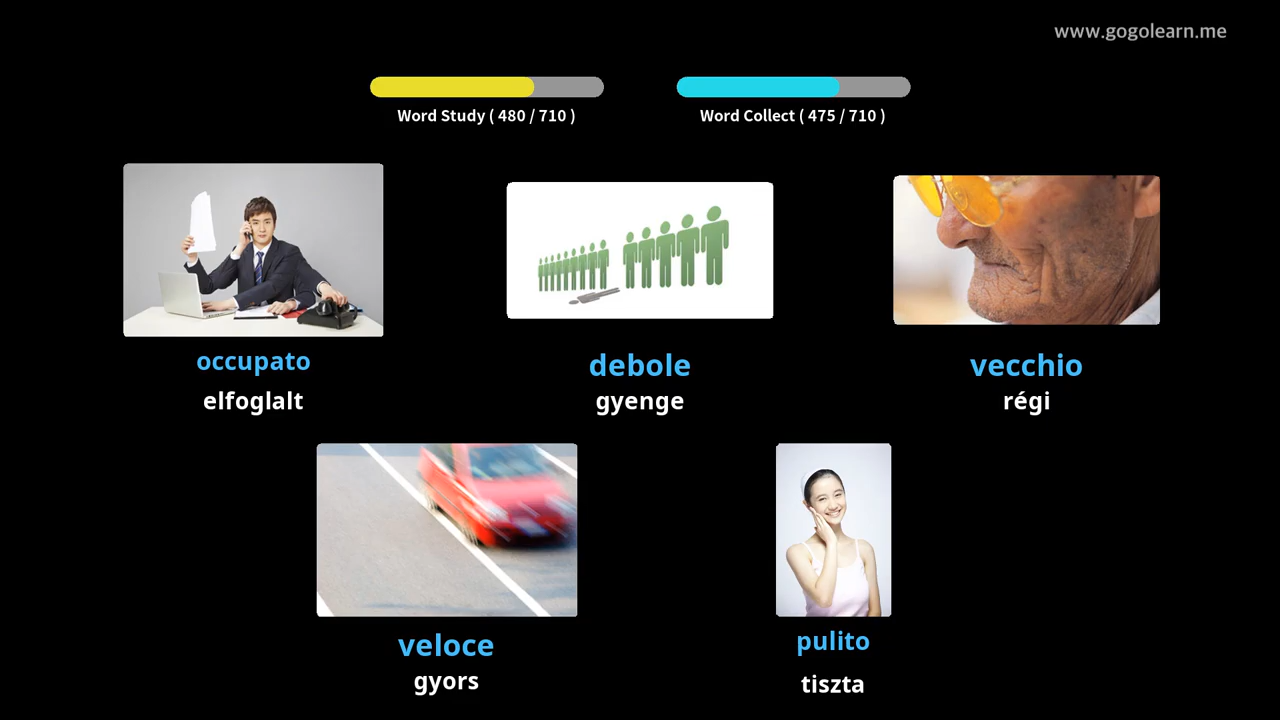 www.gogolearn.me
Word Study ( 480 / 710 )
Word Collect ( 475 / 710 )
occupato
elfoglalt
debole
gyenge
vecchio
régi
veloce
gyors
pulito
tiszta